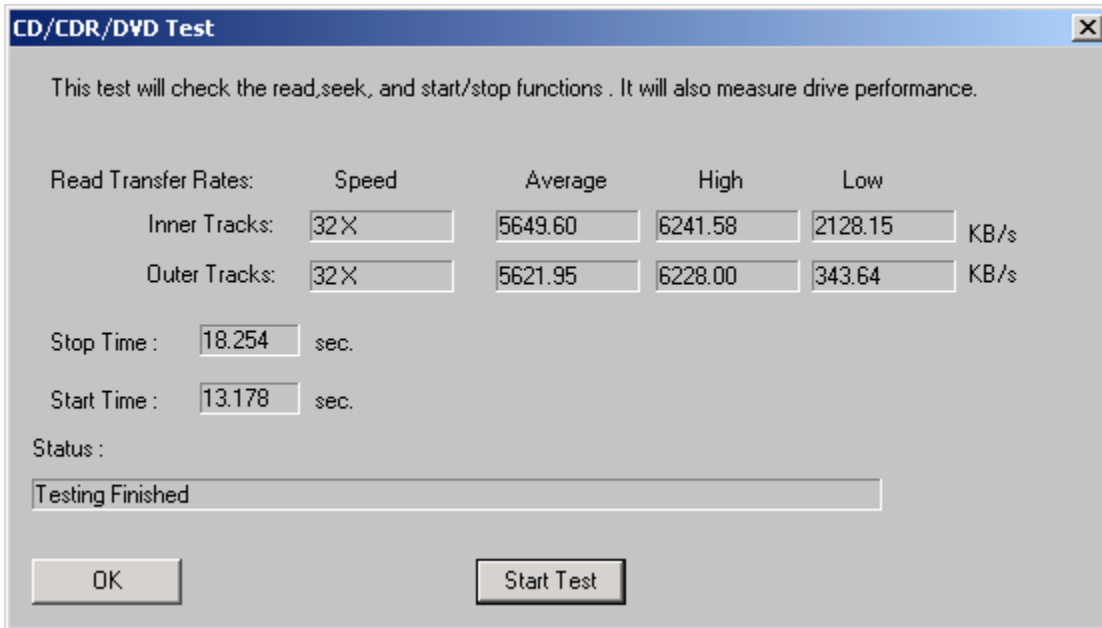 CD/CDR/DVD Test
This test will check the read,seek, and start/stop functions . It will also measure drive performance.
Read Transfer Rates: Speed Average High Low
Inner Tracks: 32X 5649.60 6241.58 2128.15 KB/s
Outer Tracks: 32X 5621.95 6228.00 343.64 KB/s
Stop Time : 18.254 sec.
Start Time : 13.178 sec.
Status :
Testing Finished
OK Start Test